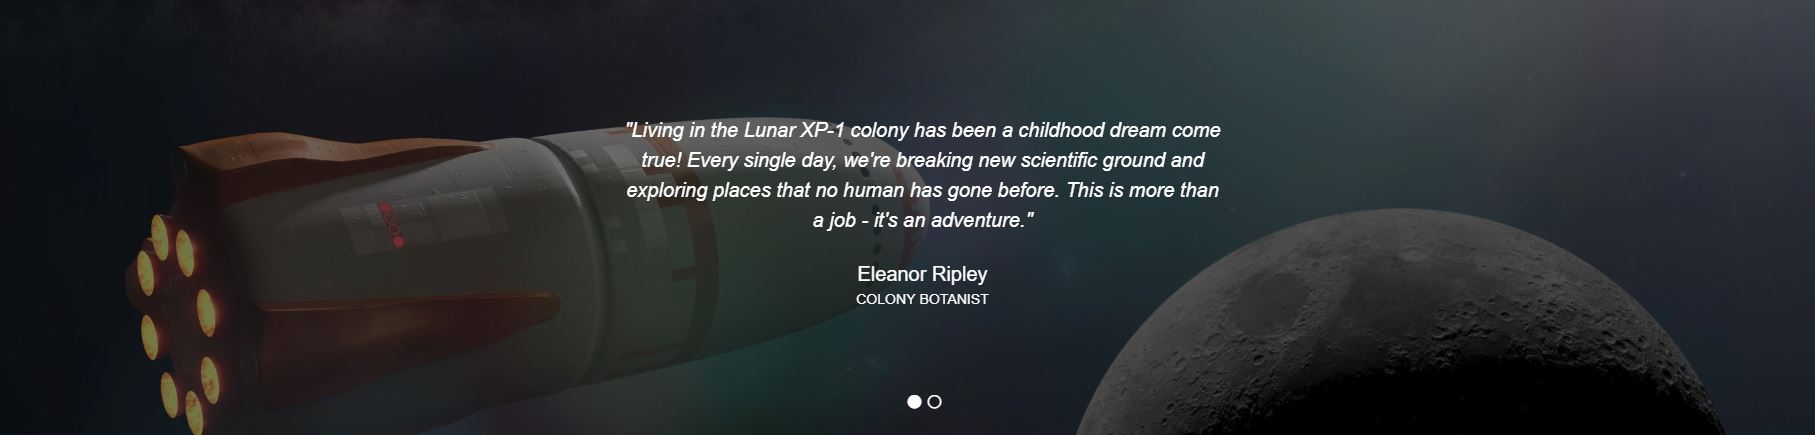 "Living in the Lunar XP-1 colony has been a childhood dream come
true! Every single day, we're breaking new scientific ground and
exploring places that no human has gone before. This is more than
a job - it's an adventure."
Eleanor Ripley
COLONY BOTANIST